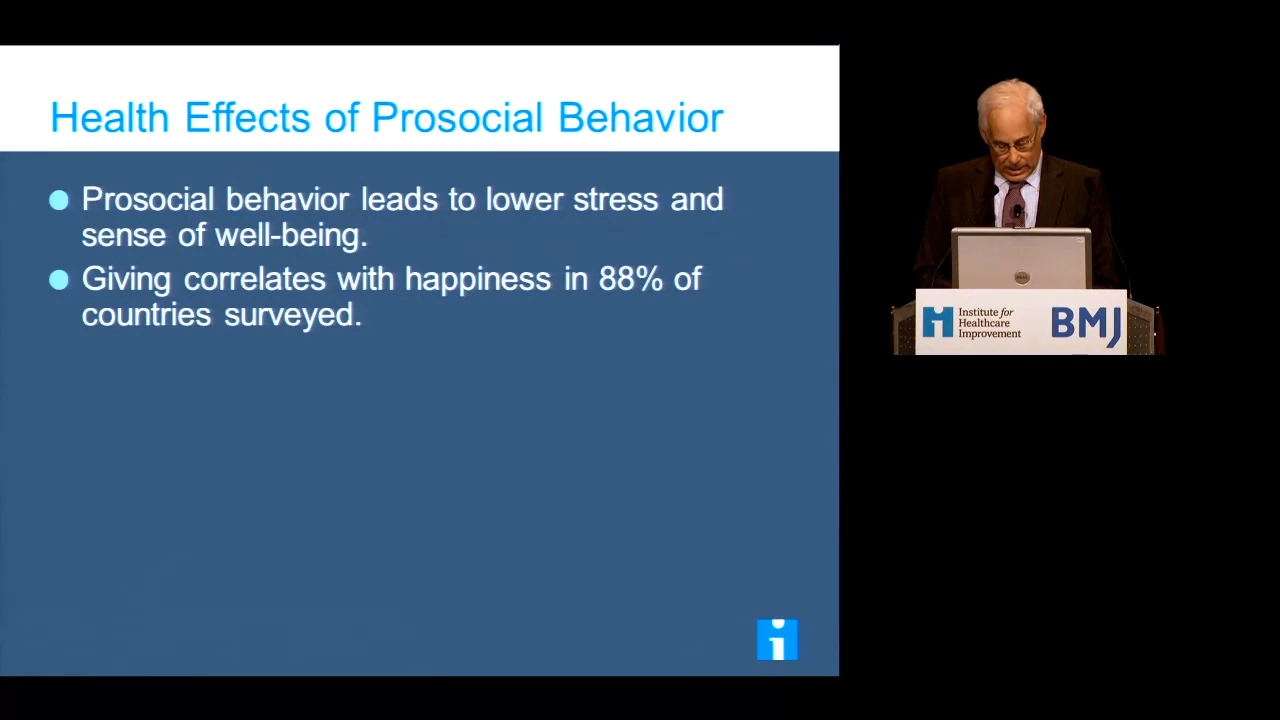 Health Effects of Prosocial Behavior
Prosocial behavior leads to lower stress and
sense of well-being.
Giving correlates with happiness in 88% of
countries surveyed.
Institute for
Healthcare
Improvement
BMJ